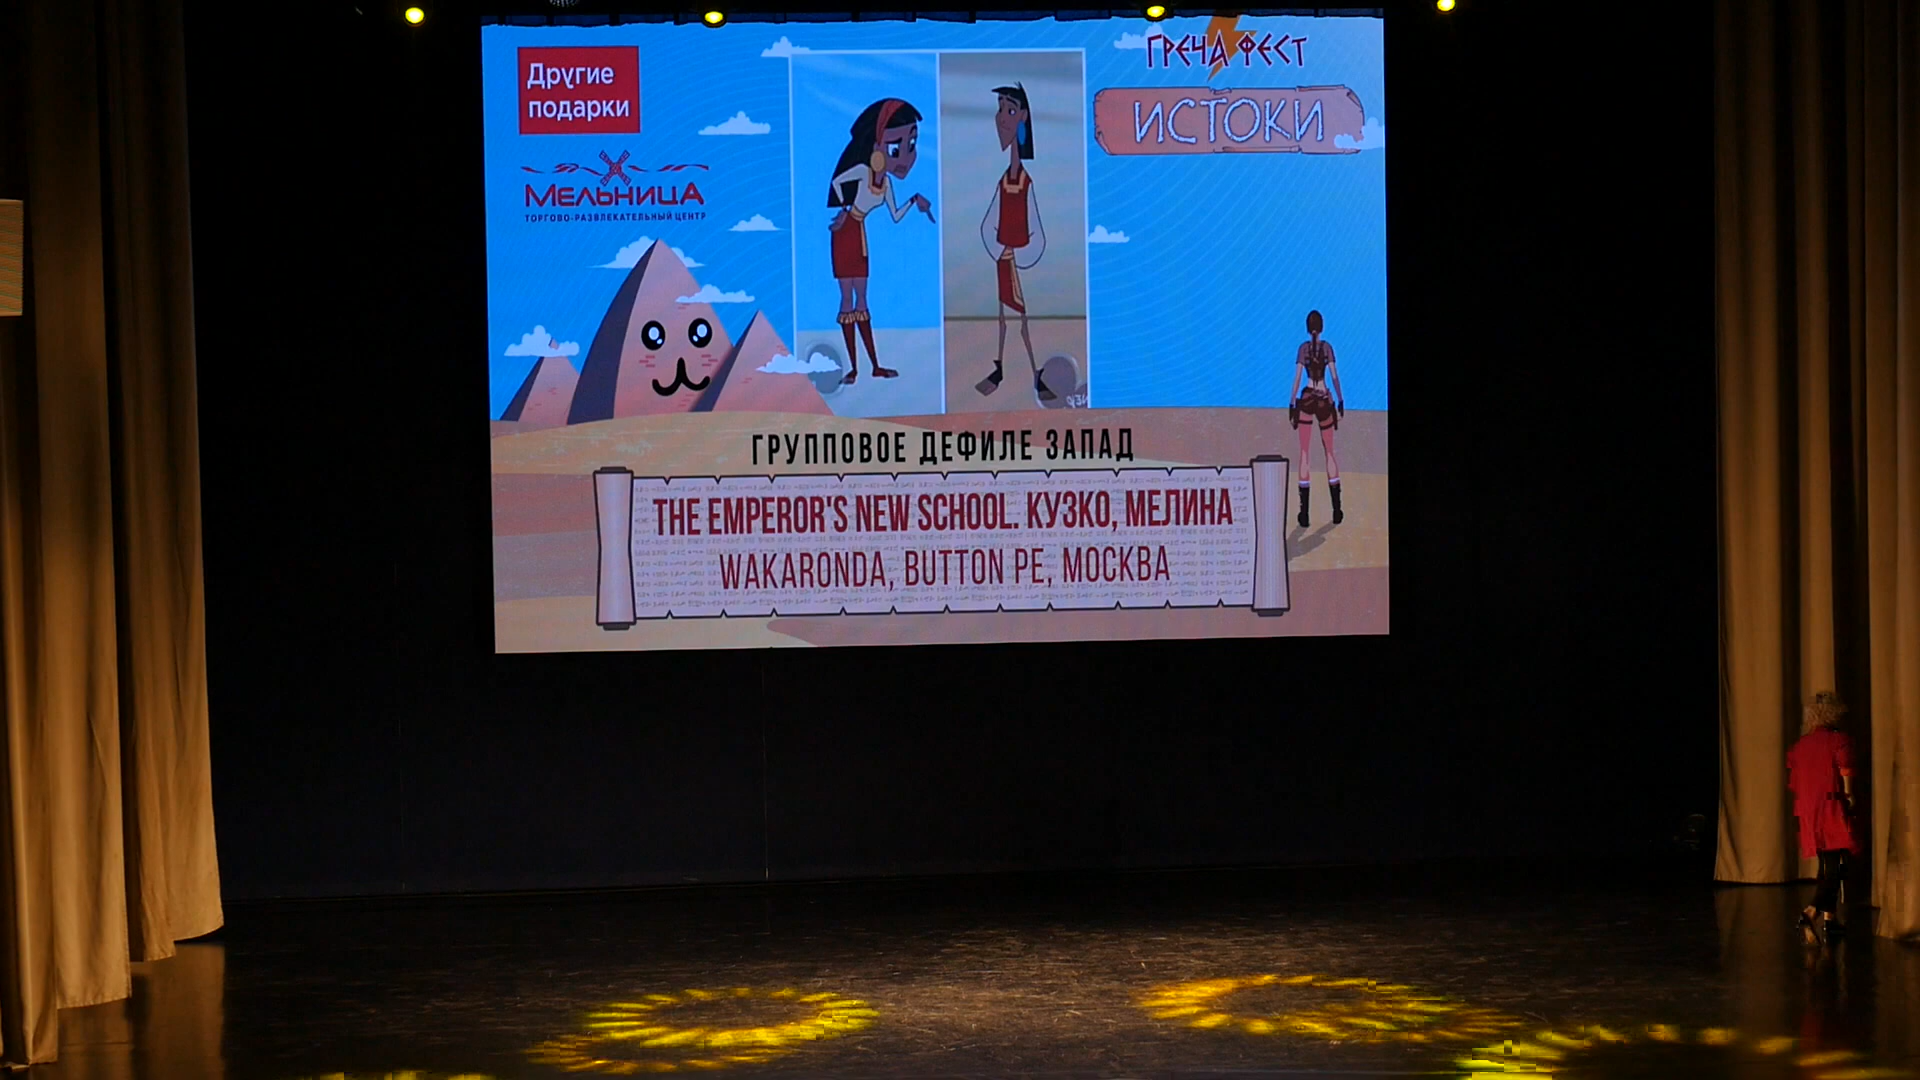 Другие
подарки
МЕЛЬНИЦА
ТОРГОВО-РАЗВЛЕКАТЕЛЬНЫЙ ЦЕНТР
ГРЕЧА ФЕСТ
ИСТОКИ
ГРУППОВОЕ ДЕФИЛЕ ЗАПАД
THE EMPEROR'S NEW SCHOOL. КУЗКО, МЕЛИНА
WAKARONDA, BUTTON PE, МОСКВА